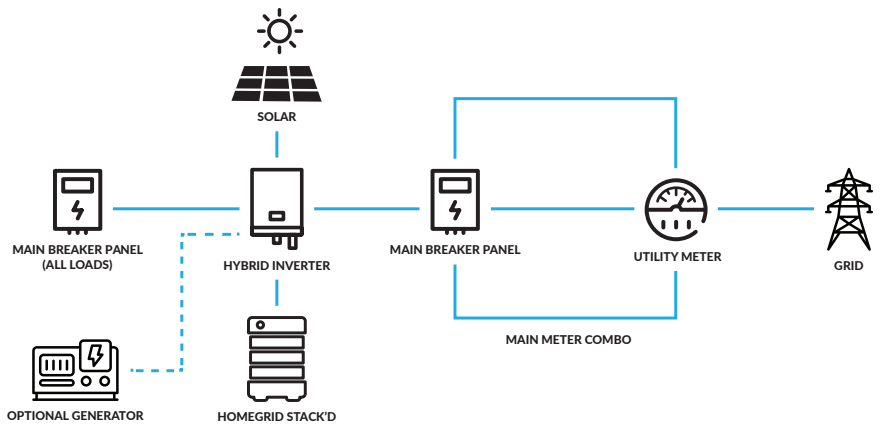 SOLAR
MAIN BREAKER PANEL
(ALL LOADS)
HYBRID INVERTER
MAIN BREAKER PANEL
UTILITY METER
GRID
MAIN METER COMBO
OPTIONAL GENERATOR
HOMEGRID STACK'D